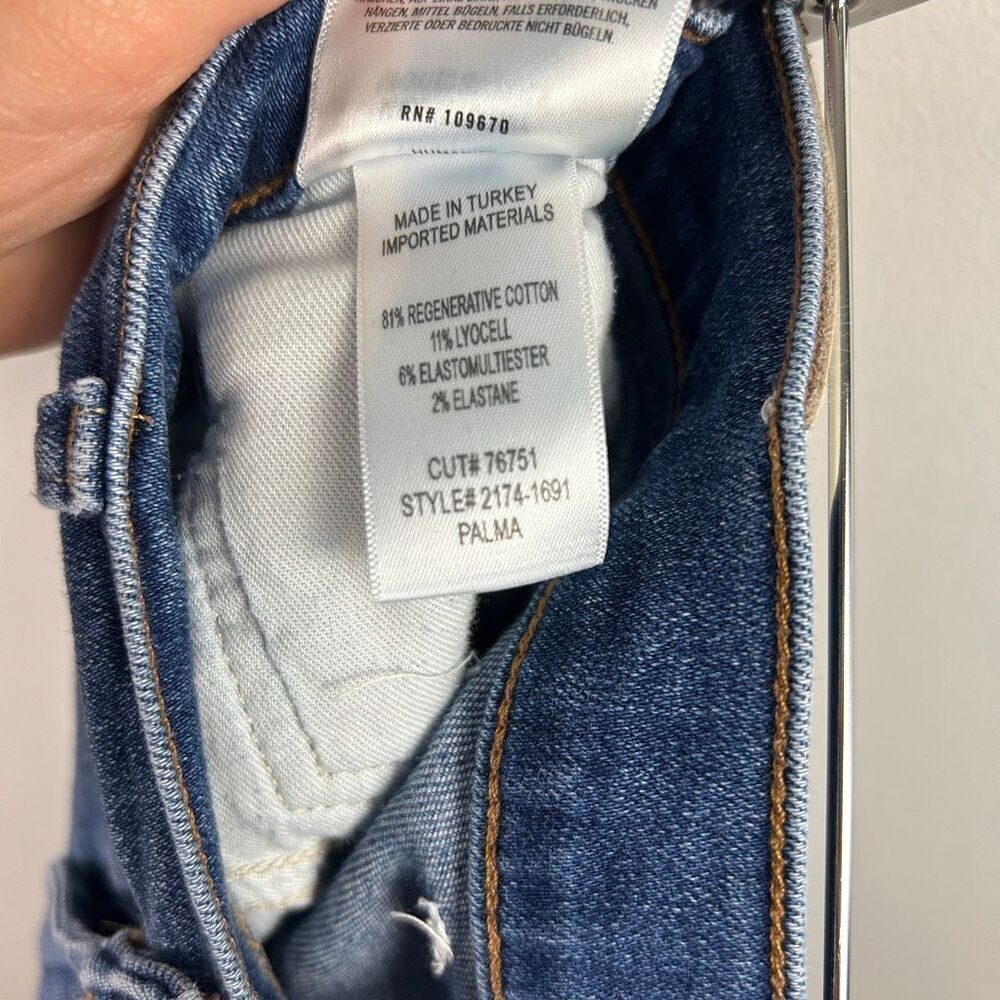 HÄNGEN, MITTEL BÜGELN, FALLS ERFORDERLICH,
VERZIERTE ODER BEDRUCKTE NICHT BÜGELN.
RN# 109670
MADE IN TURKEY
IMPORTED MATERIALS
81% REGENERATIVE COTTON
11% LYOCELL
6% ELASTOMULTIESTER
2% ELASTANE
CUT# 76751
STYLE# 2174-1691
PALMA